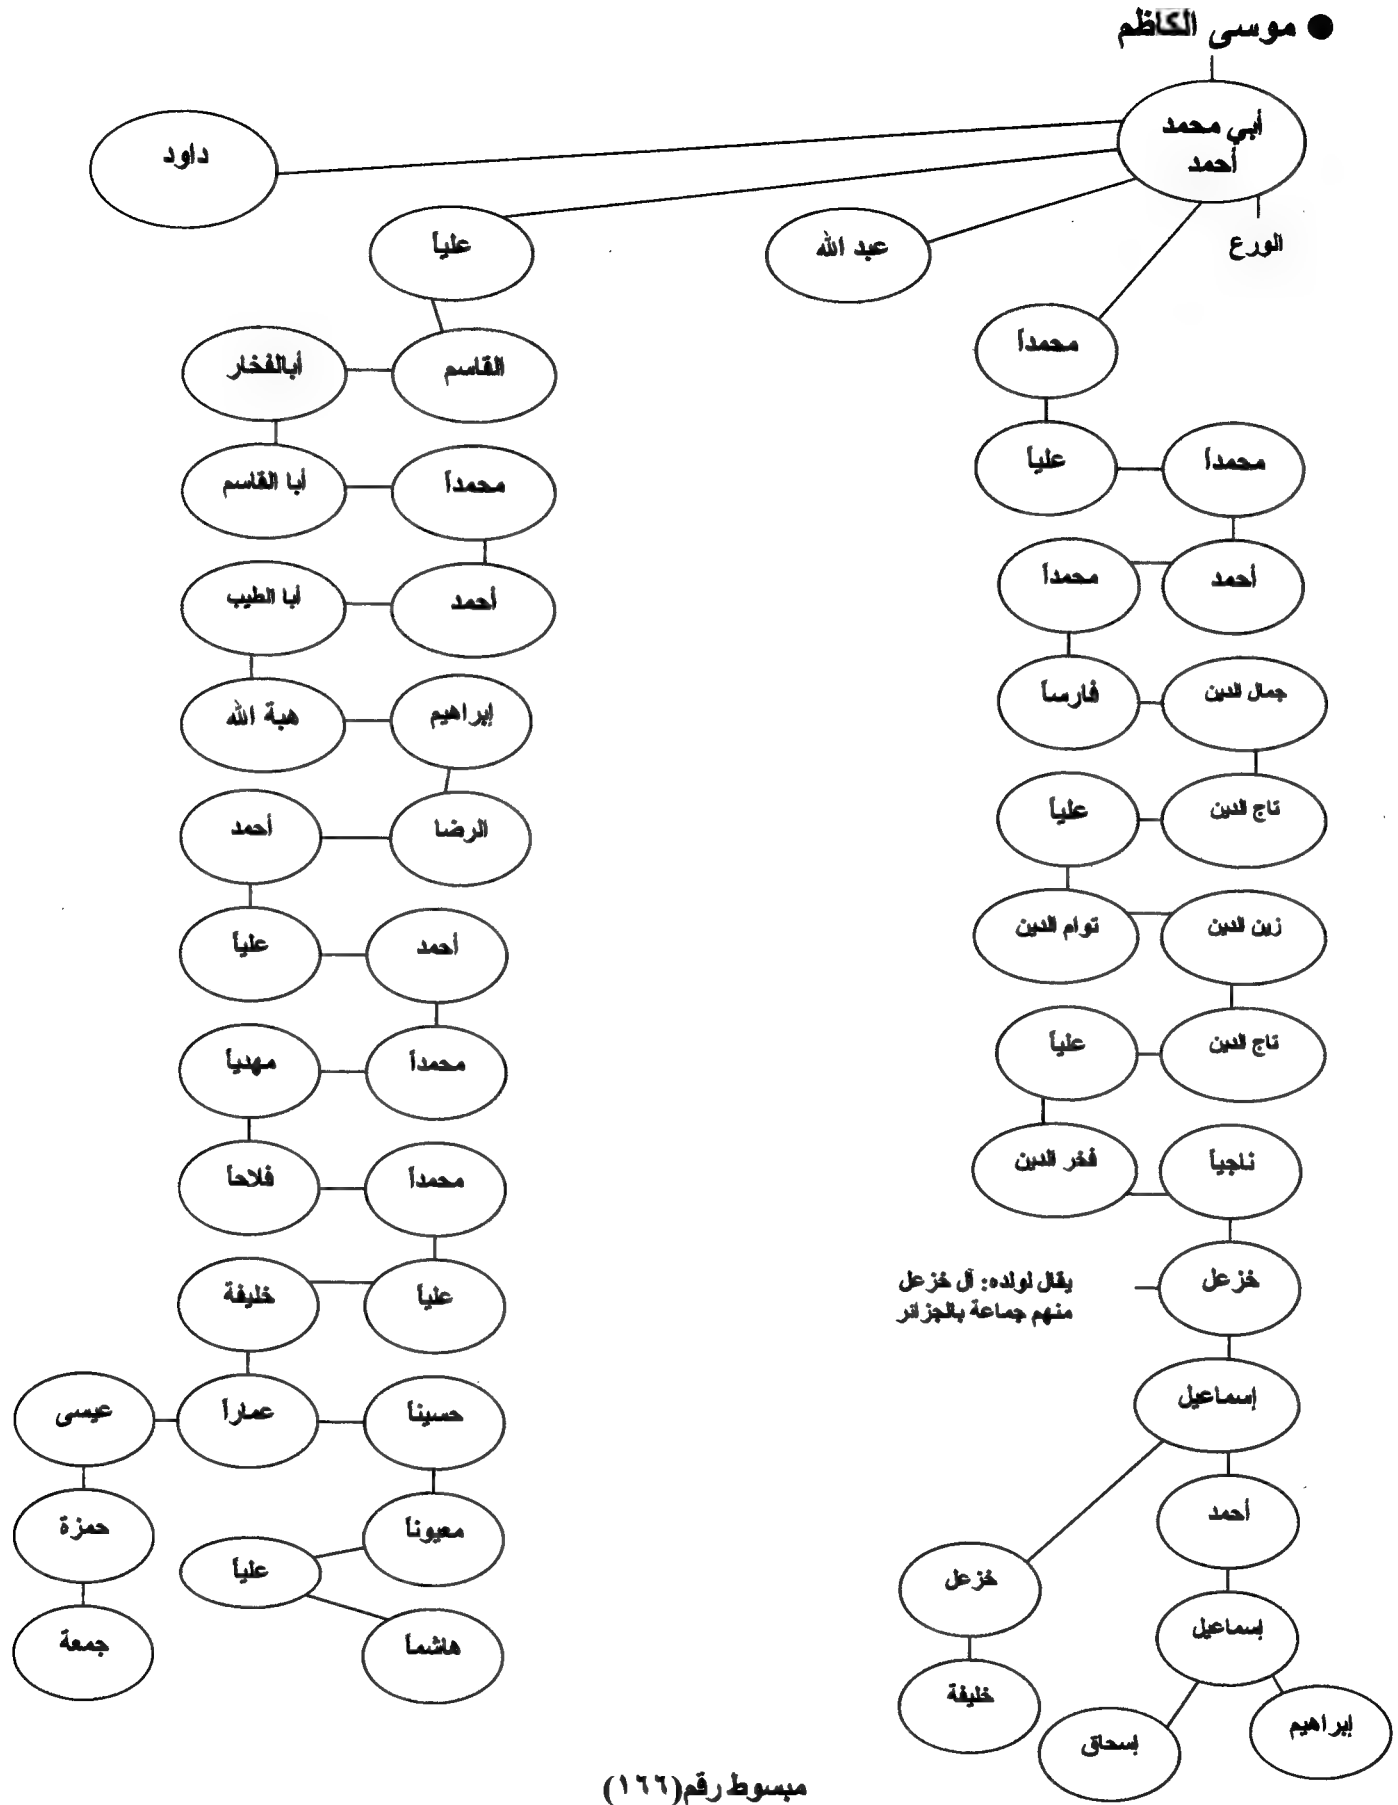 موسى الكاظم
أبي محمد
أحمد
الورع
داود
علياً
عبد الله
محمداً
القاسم
أبالفخار
علياً
محمداً
أبا القاسم
محمداً
أحمد
محمداً
أبا الطيب
أحمد
فارساً
جمال الدين
هبة الله
إبراهيم
علياً
تاج الدين
أحمد
الرضا
توام الدين
زين الدين
علياً
أحمد
علياً
تاج الدين
مهدياً
محمداً
فخر الدين
ناجياً
فلاحاً
محمداً
خزعل
يقال لولده: آل خزعل
منهم جماعة بالجزائر
خليفة
علياً
إسماعيل
عيسى
عماراً
حسيناً
أحمد
حمزة
معيوناً
علياً
خزعل
إسماعيل
جمعة
هاشماً
خليفة
إبراهيم
إسحاق
مبسوط رقم(١٦٦)